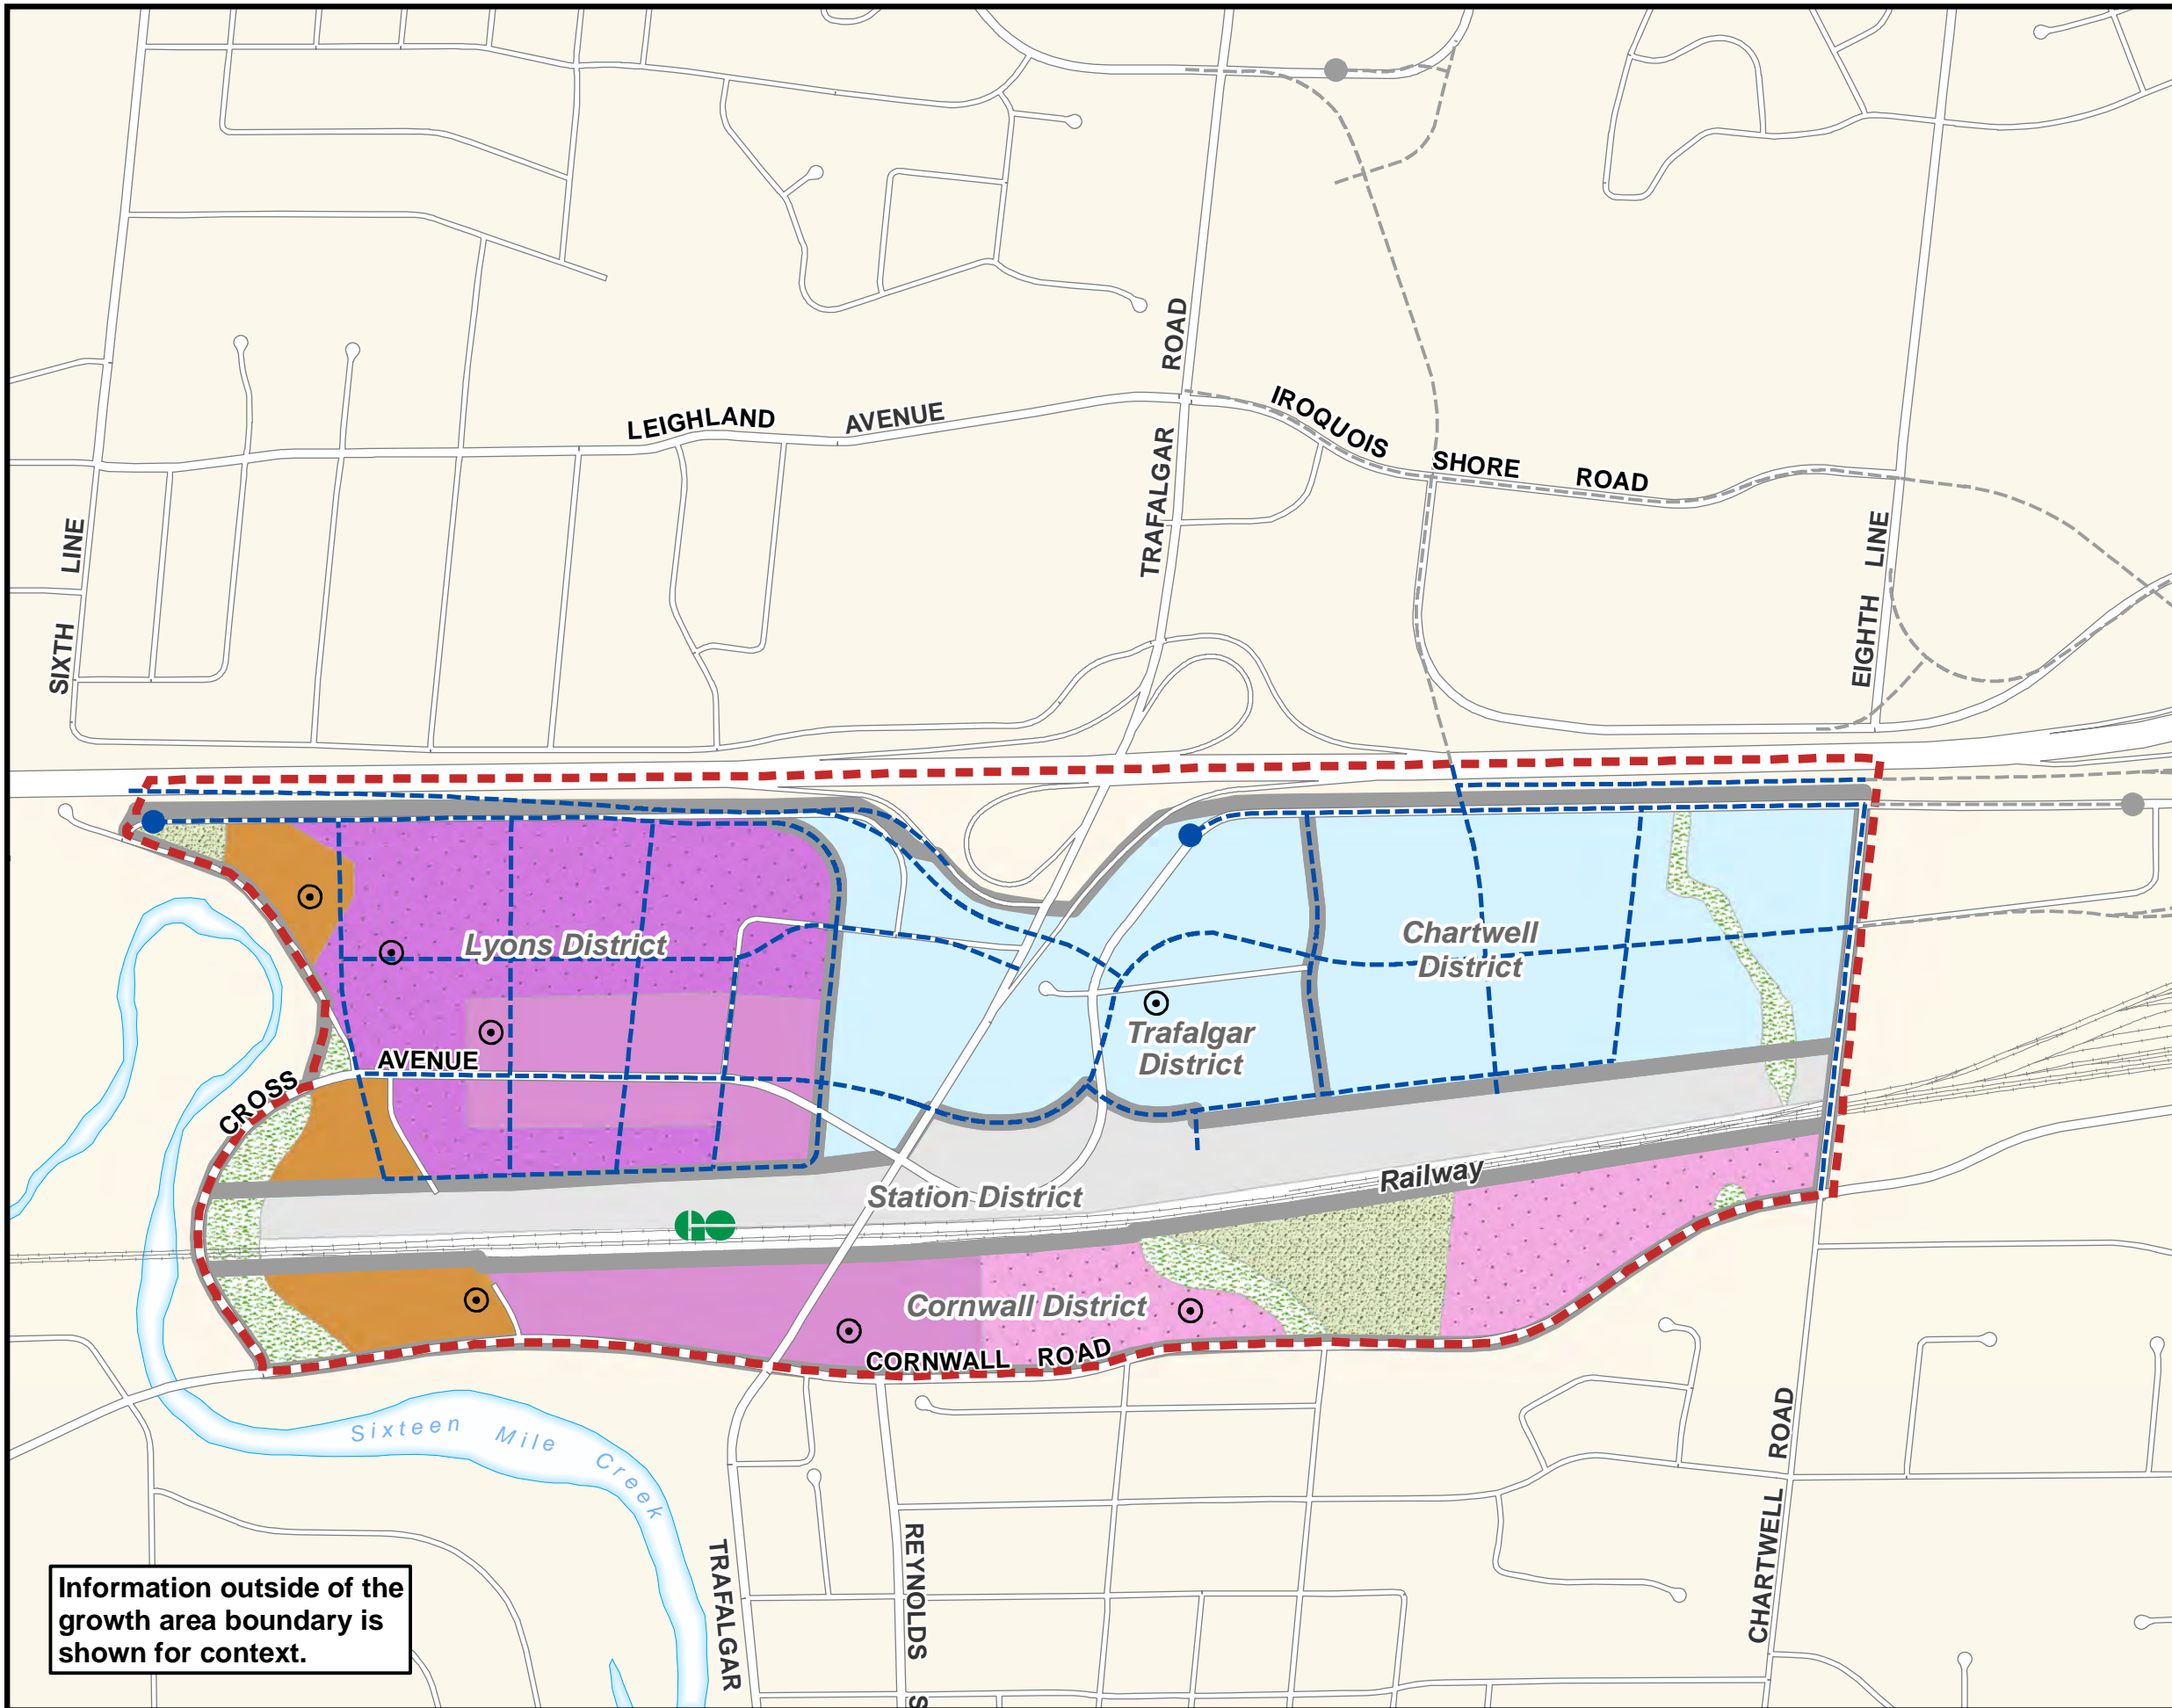 TRAFALGAR ROAD
LEIGHLAND AVENUE
IROQUOIS SHORE ROAD
TRAFALGAR
SIXTH LINE
EIGHTH LINE
Lyons District
Chartwell
District
Trafalgar
District
CROSS AVENUE
Railway
Station District
GO
Cornwall District
CORNWALL ROAD
Sixteen Mile Creek
CHARTWELL ROAD
TRAFALGAR
REYNOLDS S
Information outside of the
growth area boundary is
shown for context.